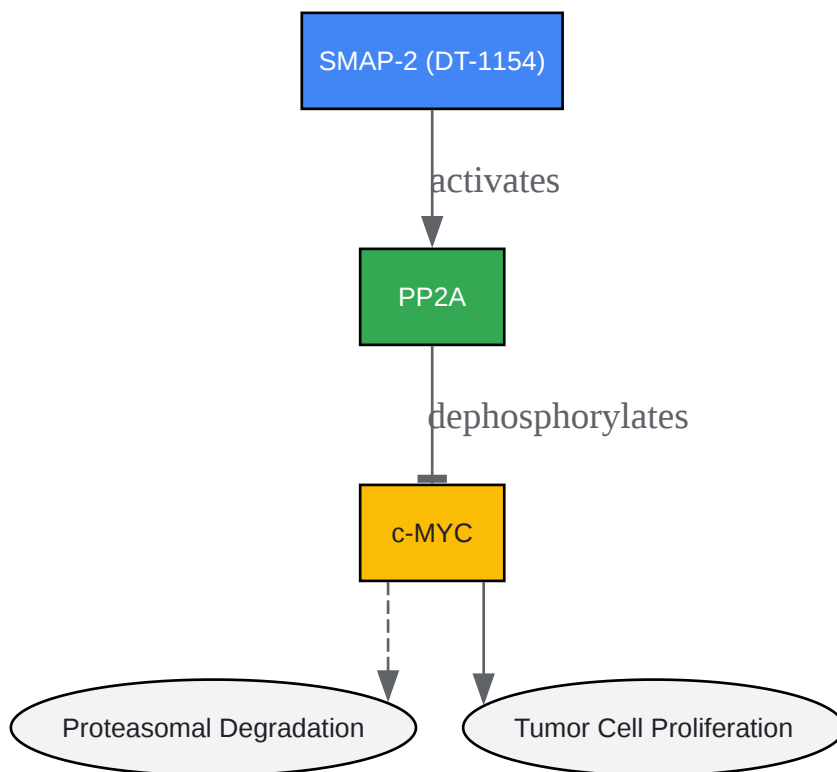 SMAP-2 (DT-1154)
activates
PP2A
dephosphorylates
c-MYC
Proteasomal Degradation
Tumor Cell Proliferation